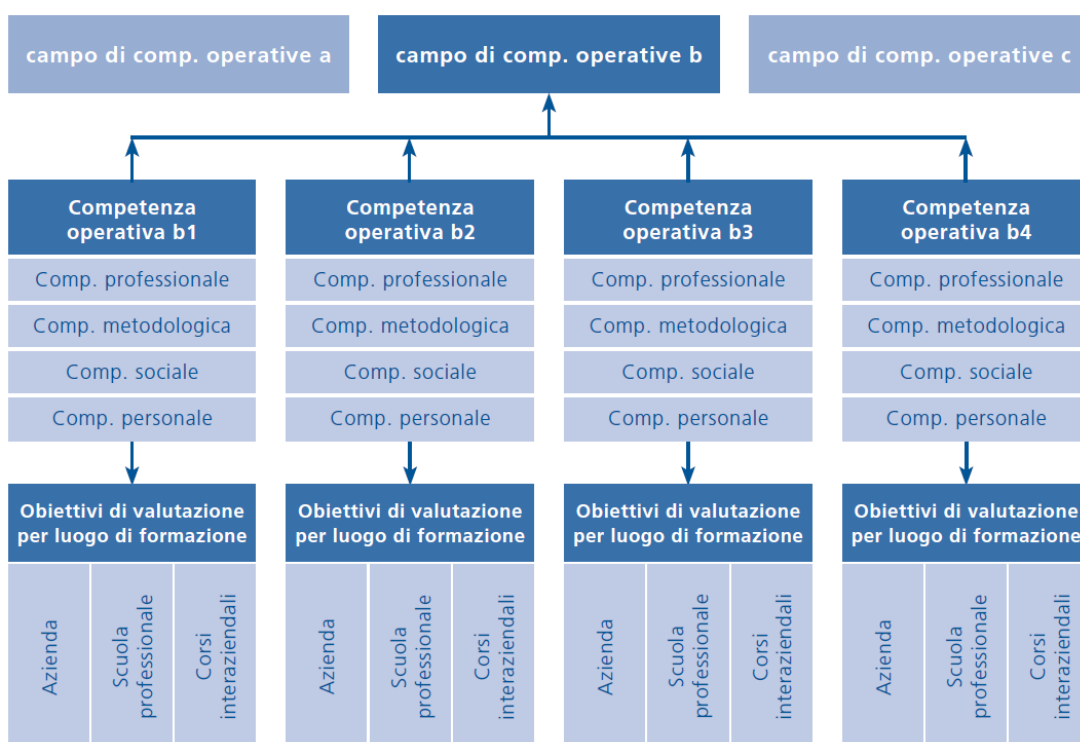 campo di comp. operative a
campo di comp. operative b
campo di comp. operative c
Competenza
operativa b1
Comp. professionale
Comp. metodologica
Comp. sociale
Comp. personale
Obiettivi di valutazione
per luogo di formazione
Azienda
Scuola
professionale
Corsi
interaziendali
Competenza
operativa b2
Comp. professionale
Comp. metodologica
Comp. sociale
Comp. personale
Obiettivi di valutazione
per luogo di formazione
Azienda
Scuola
professionale
Corsi
interaziendali
Competenza
operativa b3
Comp. professionale
Comp. metodologica
Comp. sociale
Comp. personale
Obiettivi di valutazione
per luogo di formazione
Azienda
Scuola
professionale
Corsi
interaziendali
Competenza
operativa b4
Comp. professionale
Comp. metodologica
Comp. sociale
Comp. personale
Obiettivi di valutazione
per luogo di formazione
Azienda
Scuola
professionale
Corsi
interaziendali